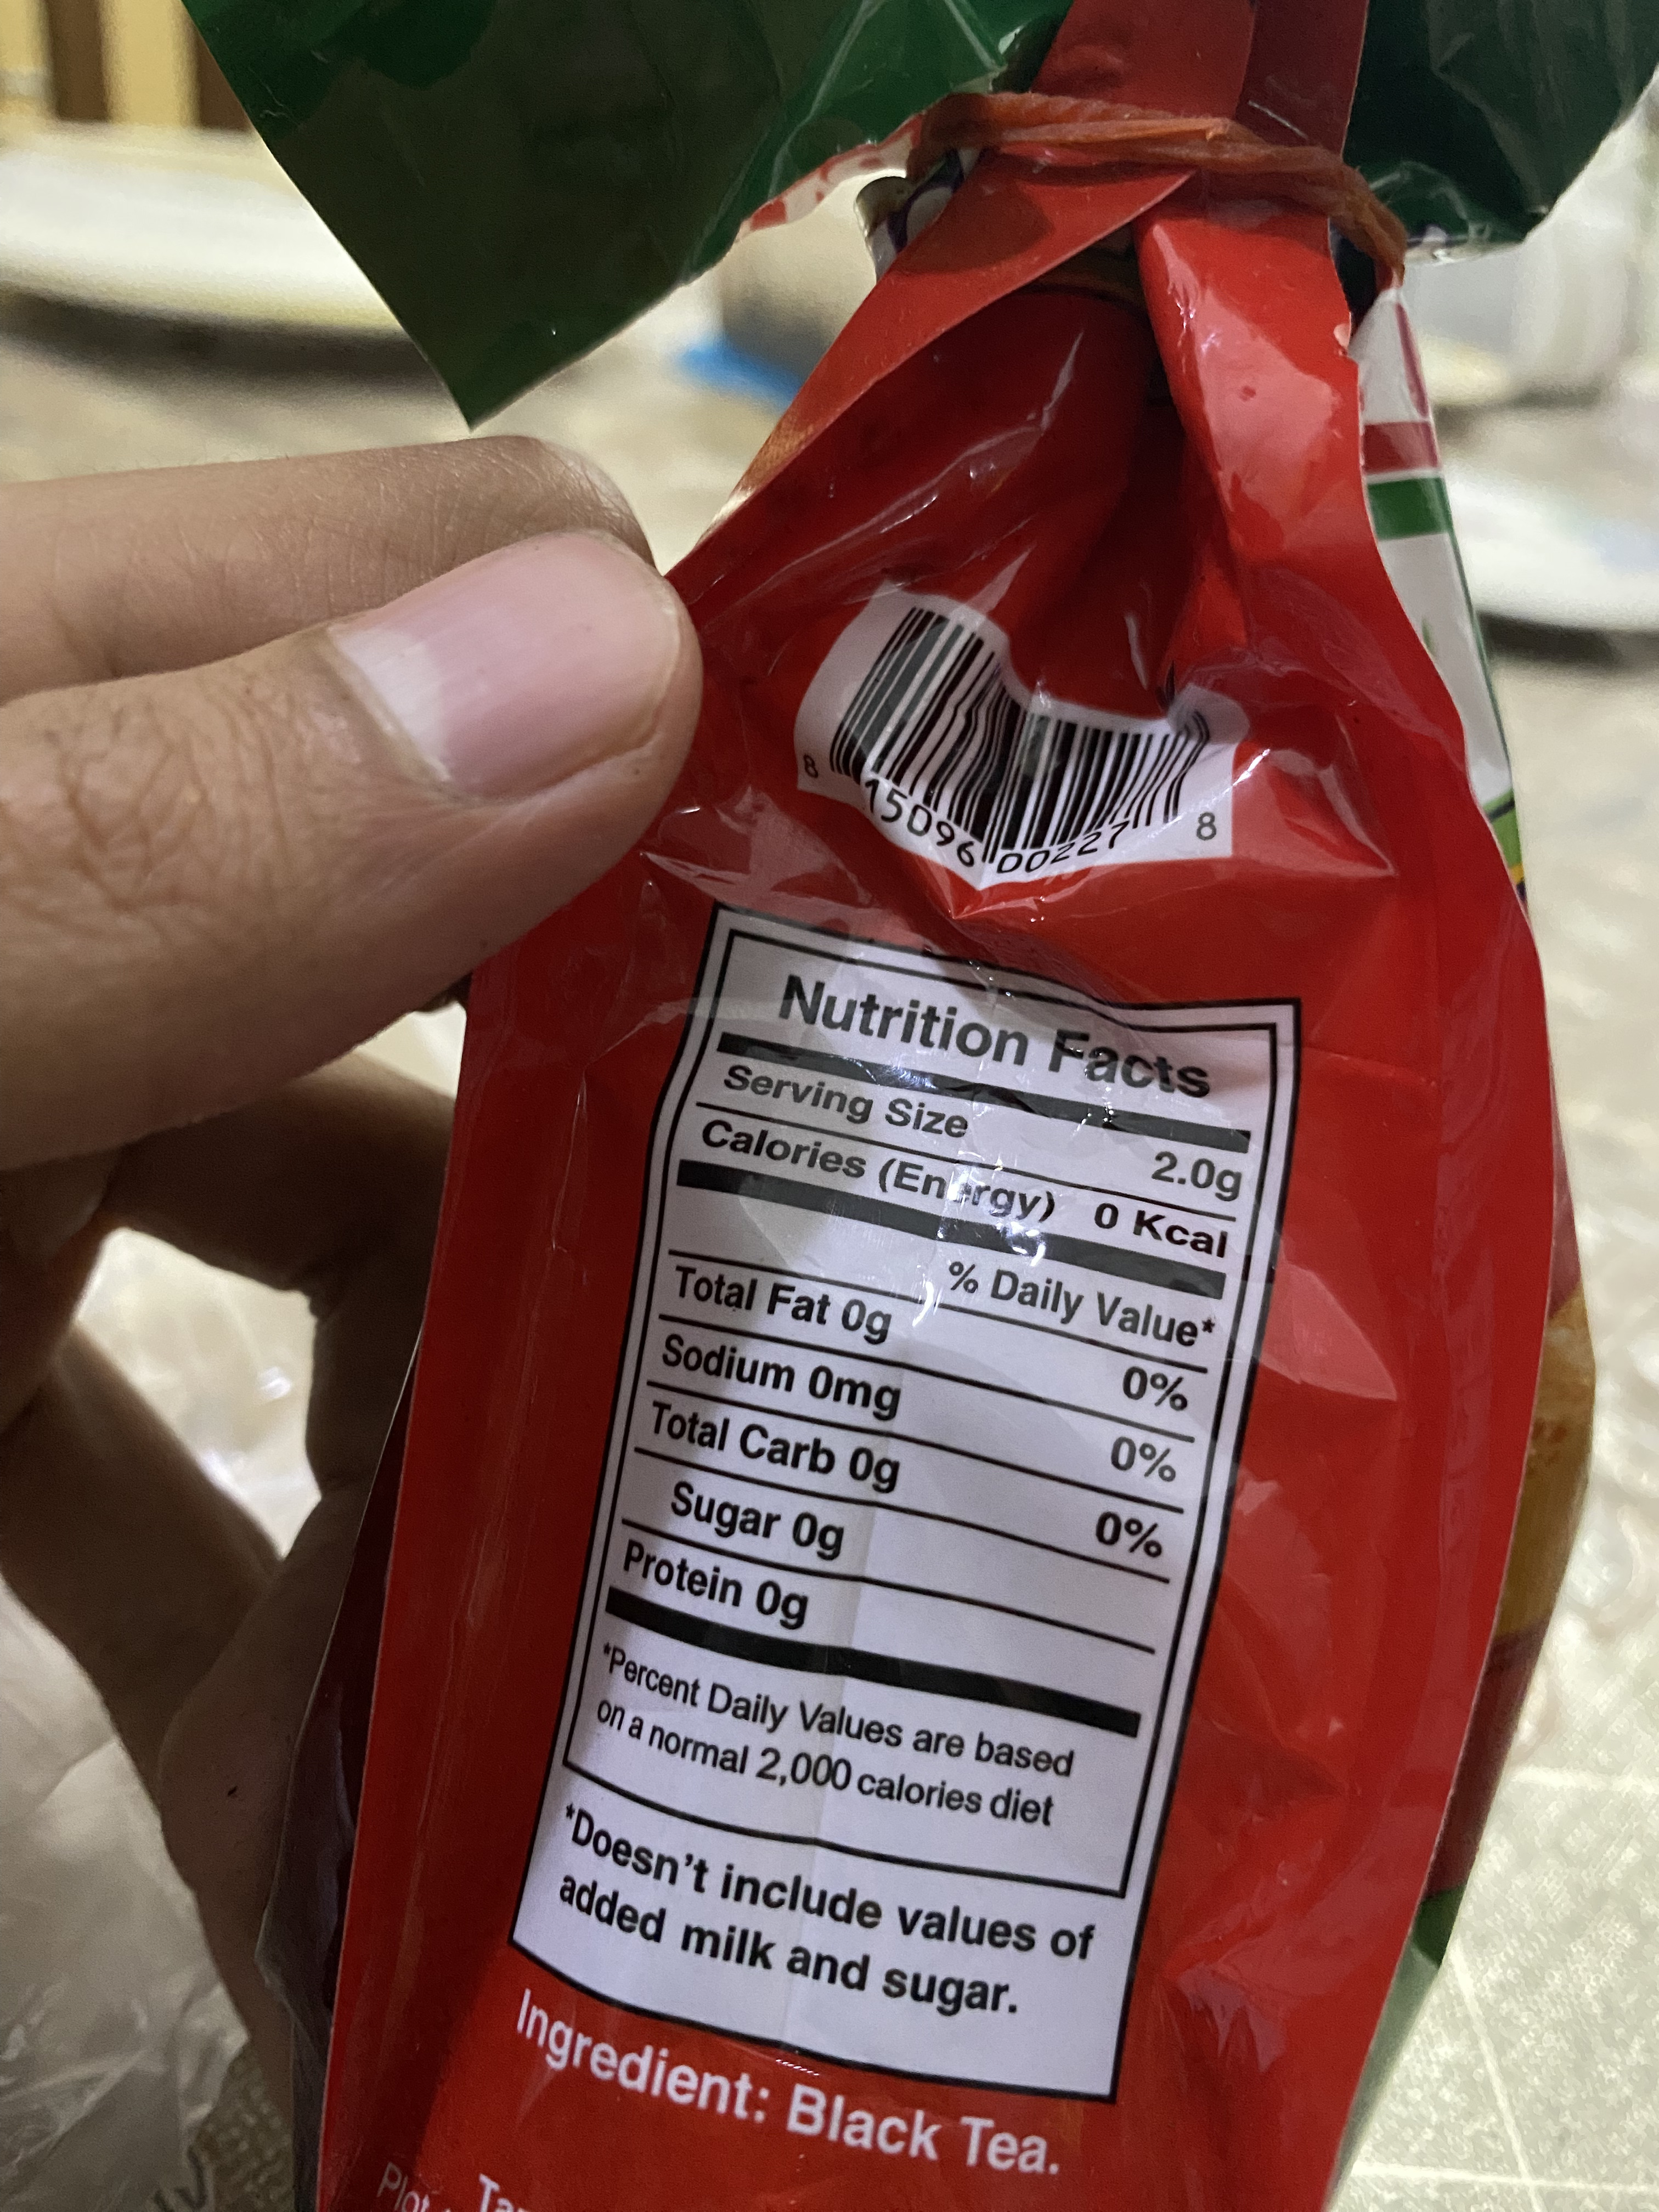 8 15096 00227 8
Nutrition Facts
Serving Size 2.0g
Calories (Energy) 0 Kcal
% Daily Value*
Total Fat 0g 0%
Sodium 0mg 0%
Total Carb 0g 0%
Sugar 0g
Protein 0g
*Percent Daily Values are based
on a normal 2,000 calories diet
*Doesn't include values of
added milk and sugar.
Ingredient: Black Tea.